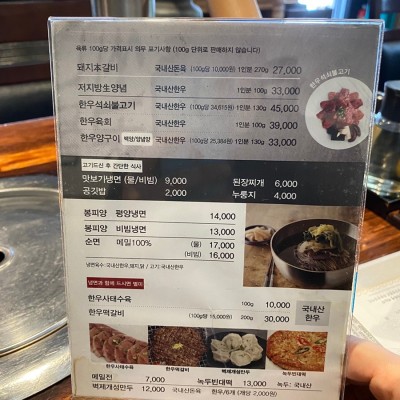 육류 100g당 가격표시 의무 표기사항 (100g 단위로 판매하지 않습니다)
돼지本갈비 국내산돈육 (100g당 10,000원) 1인분 270g 27,000
저지방生양념 국내산한우 1인분 100g 33,000
한우석쇠불고기 국내산한우 (100g당 34,615원) 1인분 130g 45,000
한우육회 국내산한우 1인분 100g 39,000
한우양구이 국내산한우 (100g당 25,384원) 1인분 130g 33,000
한우석쇠불고기
고기드신 후 간단한 식사
맛보기냉면 (물/비빔) 9,000 된장찌개 6,000
공깃밥 2,000 누룽지 4,000
봉피양 평양냉면 14,000
봉피양 비빔냉면 13,000
순면 메밀100% (물) 17,000
(비빔) 16,000
냉면육수: 국내산한우,돼지,닭 / 고기: 국내산한우
냉면과 함께 드시면 별미
한우사태수육 100g 10,000 국내산
한우떡갈비 (100g당 15,000원) 200g 30,000 한우
한우사태수육 한우떡갈비 벽제개성만두 녹두빈대떡
메밀전 7,000 녹두빈대떡 13,000 녹두: 국내산
벽제개성만두 12,000 국내산돈육 한우/6개 (개당 2,000원)